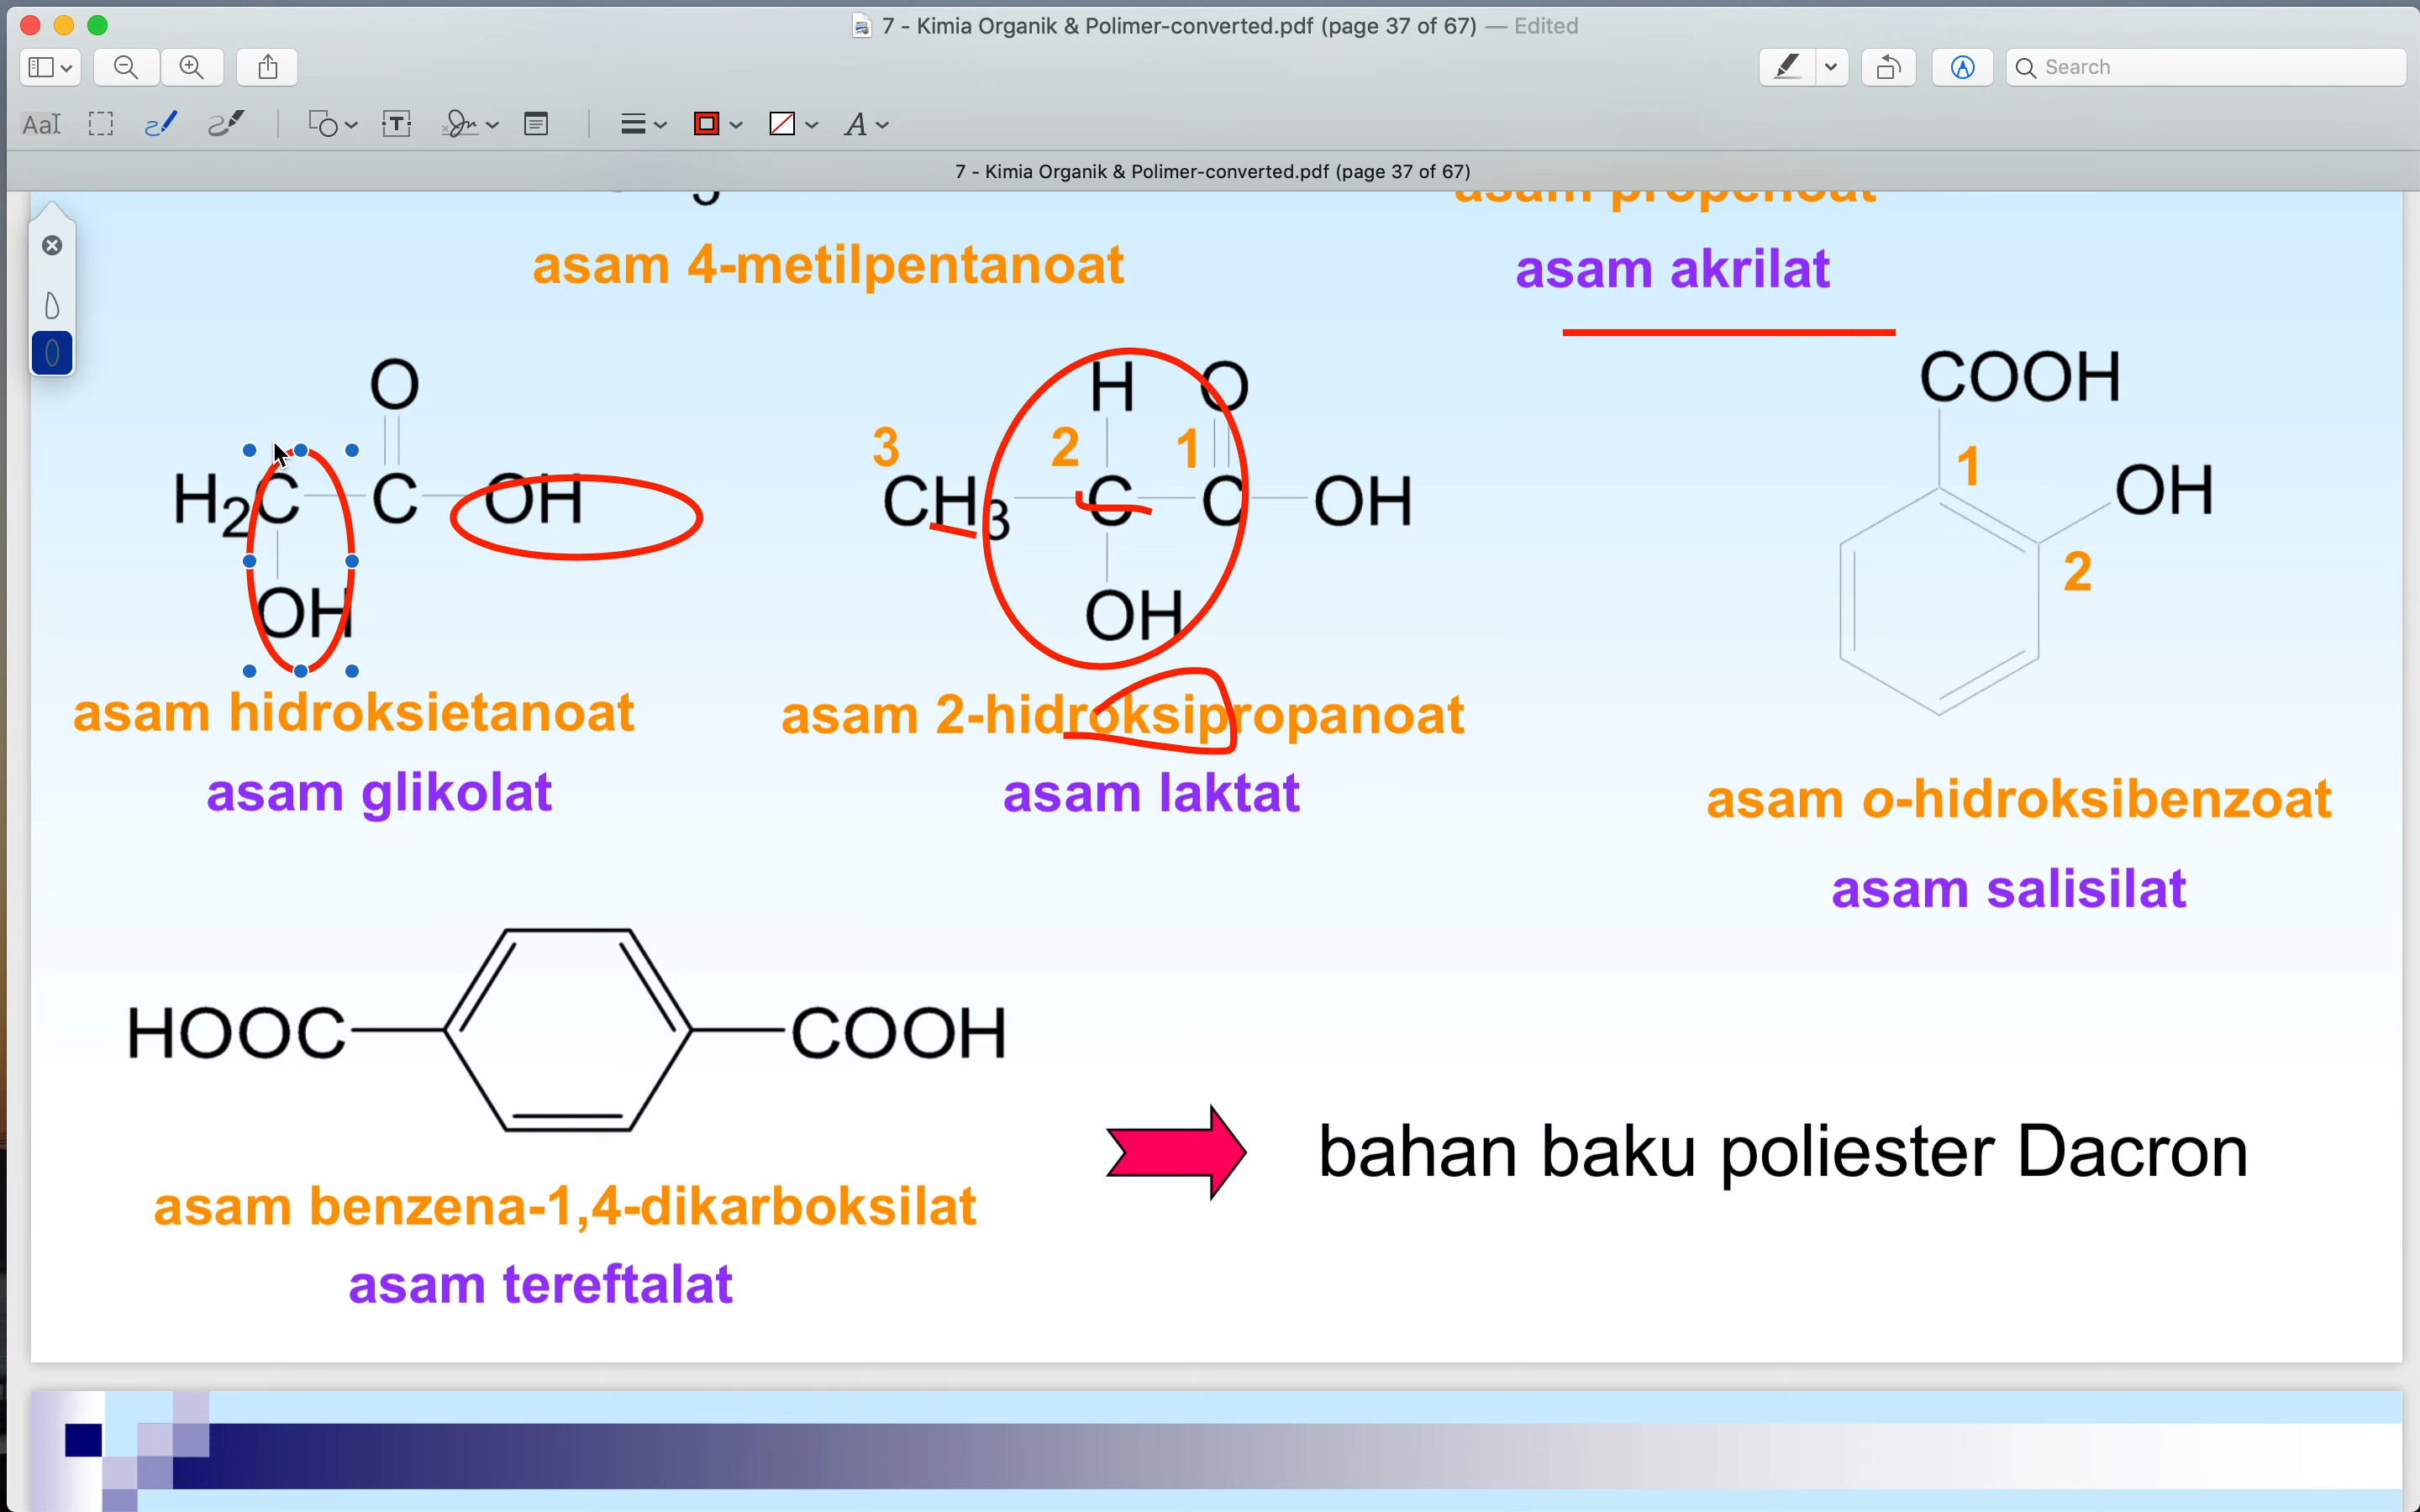 7 - Kimia Organik & Polimer-converted.pdf (page 37 of 67) — Edited
Search
AaI
T
A
7 - Kimia Organik & Polimer-converted.pdf (page 37 of 67)
asam propenoat
asam 4-metilpentanoat
asam akrilat
O
H₂C C OH
OH
asam hidroksietanoat
asam glikolat
H O
3 2 1
CH₃ C C OH
OH
asam 2-hidroksipropanoat
asam laktat
COOH
1
OH
2
asam o-hidroksibenzoat
asam salisilat
HOOC COOH
asam benzena-1,4-dikarboksilat
asam tereftalat
bahan baku poliester Dacron